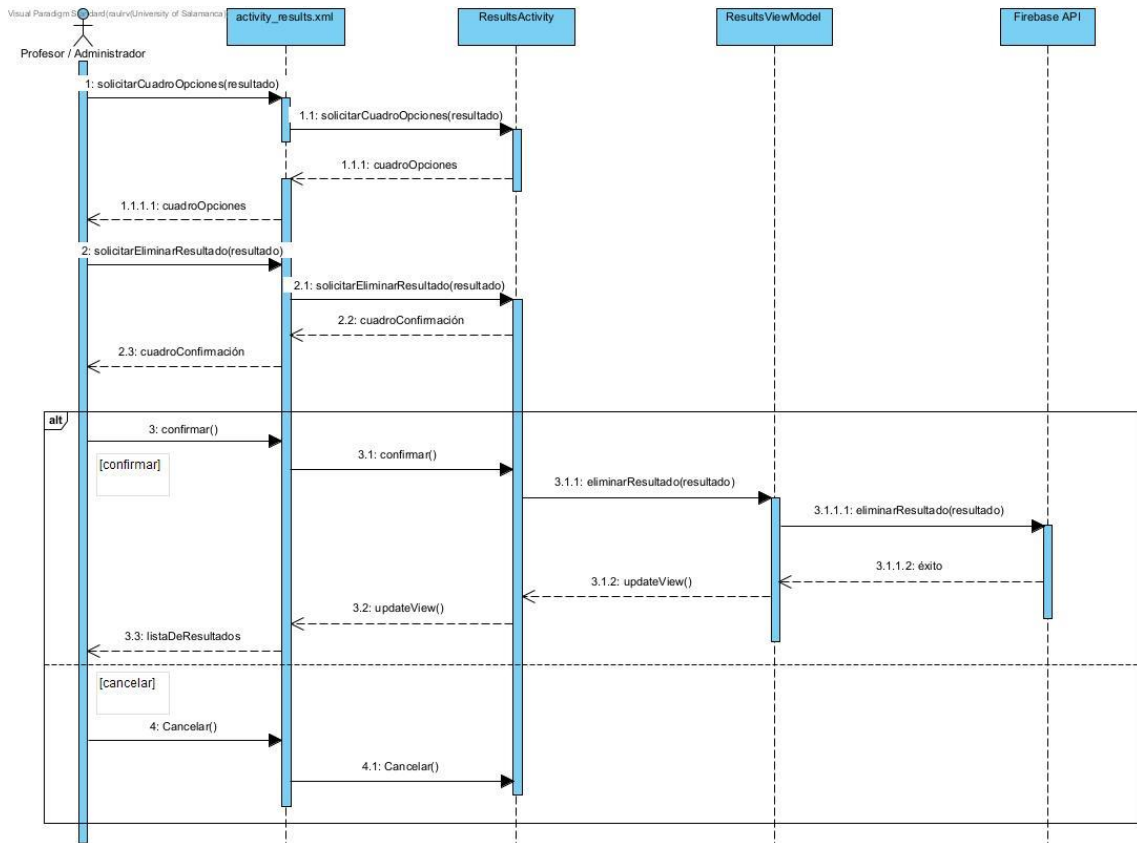 Visual Paradigm Standard(raulrv(University of Salamanca)
activity_results.xml
ResultsActivity
ResultsViewModel
Firebase API
Profesor / Administrador
1: solicitarCuadroOpciones(resultado)
1.1: solicitarCuadroOpciones(resultado)
1.1.1: cuadroOpciones
1.1.1.1: cuadroOpciones
2: solicitarEliminarResultado(resultado)
2.1: solicitarEliminarResultado(resultado)
2.2: cuadroConfirmación
2.3: cuadroConfirmación
alt
3: confirmar()
[confirmar]
3.1: confirmar()
3.1.1: eliminarResultado(resultado)
3.1.1.1: eliminarResultado(resultado)
3.1.1.2: éxito
3.1.2: updateView()
3.2: updateView()
3.3: listaDeResultados
[cancelar]
4: Cancelar()
4.1: Cancelar()